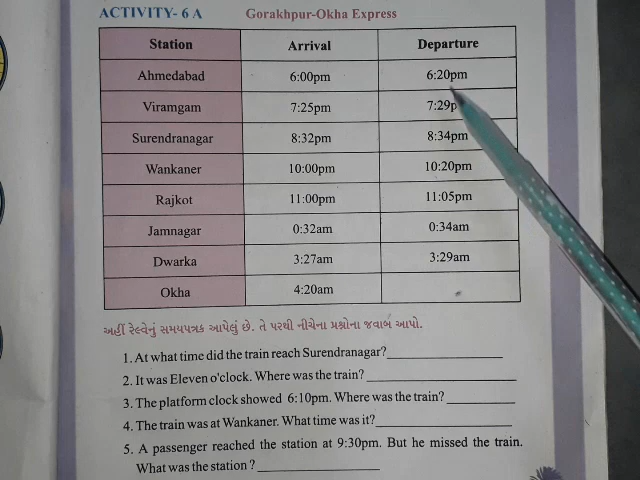 ACTIVITY- 6 A Gorakhpur-Okha Express
Station Arrival Departure
Ahmedabad 6:00pm 6:20pm
Viramgam 7:25pm 7:29p
Surendranagar 8:32pm 8:34pm
Wankaner 10:00pm 10:20pm
Rajkot 11:00pm 11:05pm
Jamnagar 0:32am 0:34am
Dwarka 3:27am 3:29am
Okha 4:20am
અહીં રેલ્વેનું સમયપત્રક આપેલું છે. તે પરથી નીચેના પ્રશ્નોના જવાબ આપો.
1. At what time did the train reach Surendranagar?
2. It was Eleven o'clock. Where was the train?
3. The platform clock showed 6:10pm. Where was the train?
4. The train was at Wankaner. What time was it?
5. A passenger reached the station at 9:30pm. But he missed the train.
What was the station ?